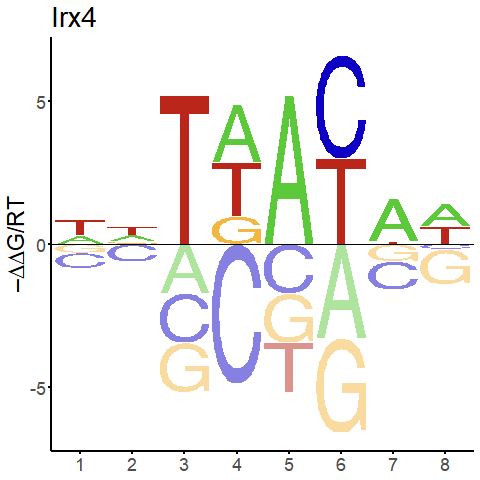 Irx4
−ΔΔG/RT
5
0
-5
T T T A A C A A
A A A T C T C T
G C C G G A G G
C G C T G C
1 2 3 4 5 6 7 8